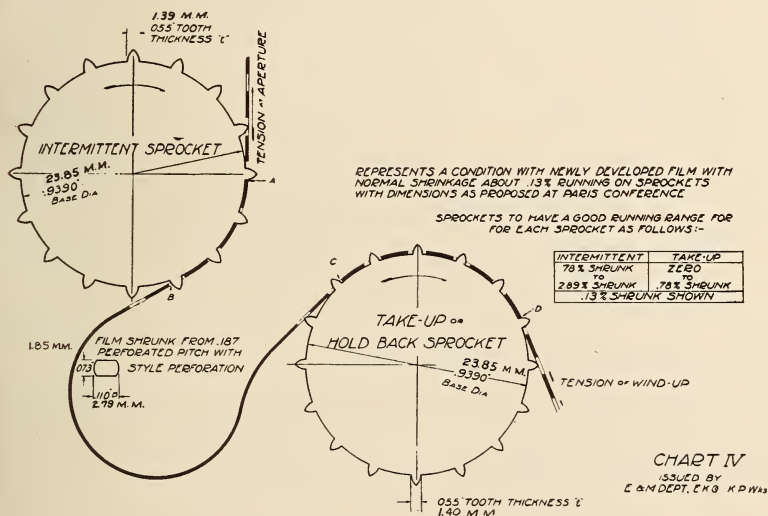 1.39 M.M.
.055 TOOTH
THICKNESS "t"
TENSION AT APERTURE
INTERMITTENT SPROCKET
23.85 M.M.
.9390"
BASE DIA
A
B
REPRESENTS A CONDITION WITH NEWLY DEVELOPED FILM WITH
NORMAL SHRINKAGE ABOUT .13% RUNNING ON SPROCKETS
WITH DIMENSIONS AS PROPOSED AT PARIS CONFERENCE
SPROCKETS TO HAVE A GOOD RUNNING RANGE FOR
FOR EACH SPROCKET AS FOLLOWS:-
INTERMITTENT TAKE-UP
78% SHRUNK ZERO
TO TO
2.89% SHRUNK .78% SHRUNK
.13% SHRUNK SHOWN
C
D
TAKE-UP OR
HOLD BACK SPROCKET
23.85 M.M.
.9390"
BASE DIA
TENSION OF WIND-UP
1.85 MM.
FILM SHRUNK FROM .187
PERFORATED PITCH WITH
STYLE PERFORATION
.073
.110"
2.79 M.M.
.055 TOOTH THICKNESS "t"
1.40 M.M.
CHART IV
ISSUED BY
E & M DEPT, E K CO K P Wks